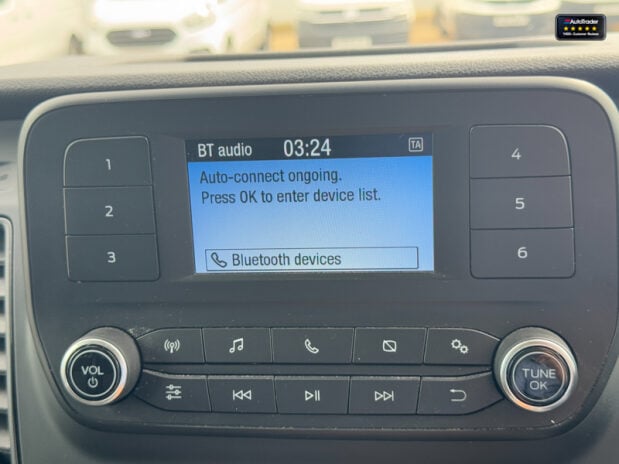 AutoTrader
BT audio 03:24 TA
Auto-connect ongoing.
Press OK to enter device list.
Bluetooth devices
1
2
3
4
5
6
VOL
TUNE
OK